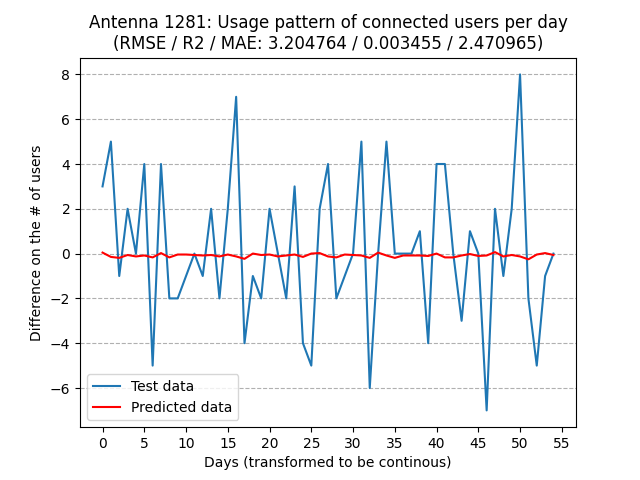 Antenna 1281: Usage pattern of connected users per day
(RMSE / R2 / MAE: 3.204764 / 0.003455 / 2.470965)
Difference on the # of users
8
6
4
2
0
−2
−4
−6
Test data
Predicted data
0 5 10 15 20 25 30 35 40 45 50 55
Days (transformed to be continous)